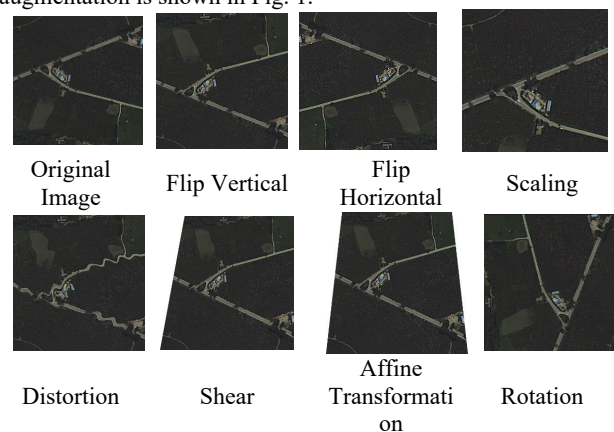 augmentation is shown in Fig. 1.
Original
Image
Flip Vertical
Flip
Horizontal
Scaling
Distortion
Shear
Affine
Transformati
on
Rotation